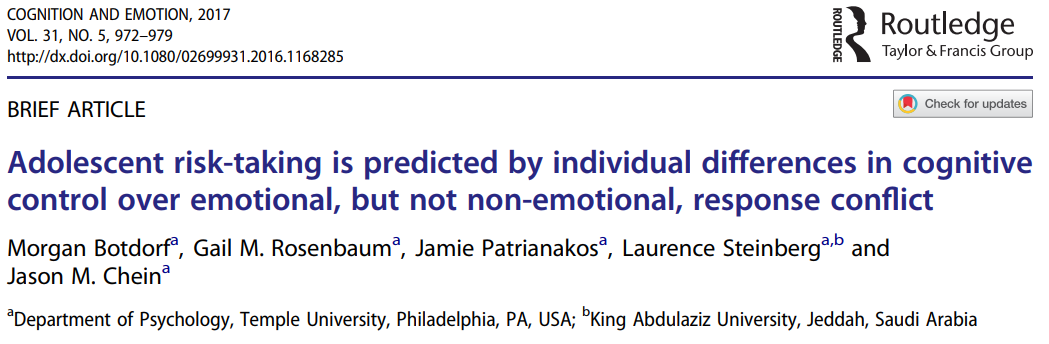 COGNITION AND EMOTION, 2017
VOL. 31, NO. 5, 972–979
http://dx.doi.org/10.1080/02699931.2016.1168285
ROUTLEDGE
Routledge
Taylor & Francis Group
BRIEF ARTICLE
Check for updates
Adolescent risk-taking is predicted by individual differences in cognitive
control over emotional, but not non-emotional, response conflict
Morgan Botdorfa, Gail M. Rosenbauma, Jamie Patrianakosa, Laurence Steinberga,b and
Jason M. Cheina
aDepartment of Psychology, Temple University, Philadelphia, PA, USA; bKing Abdulaziz University, Jeddah, Saudi Arabia